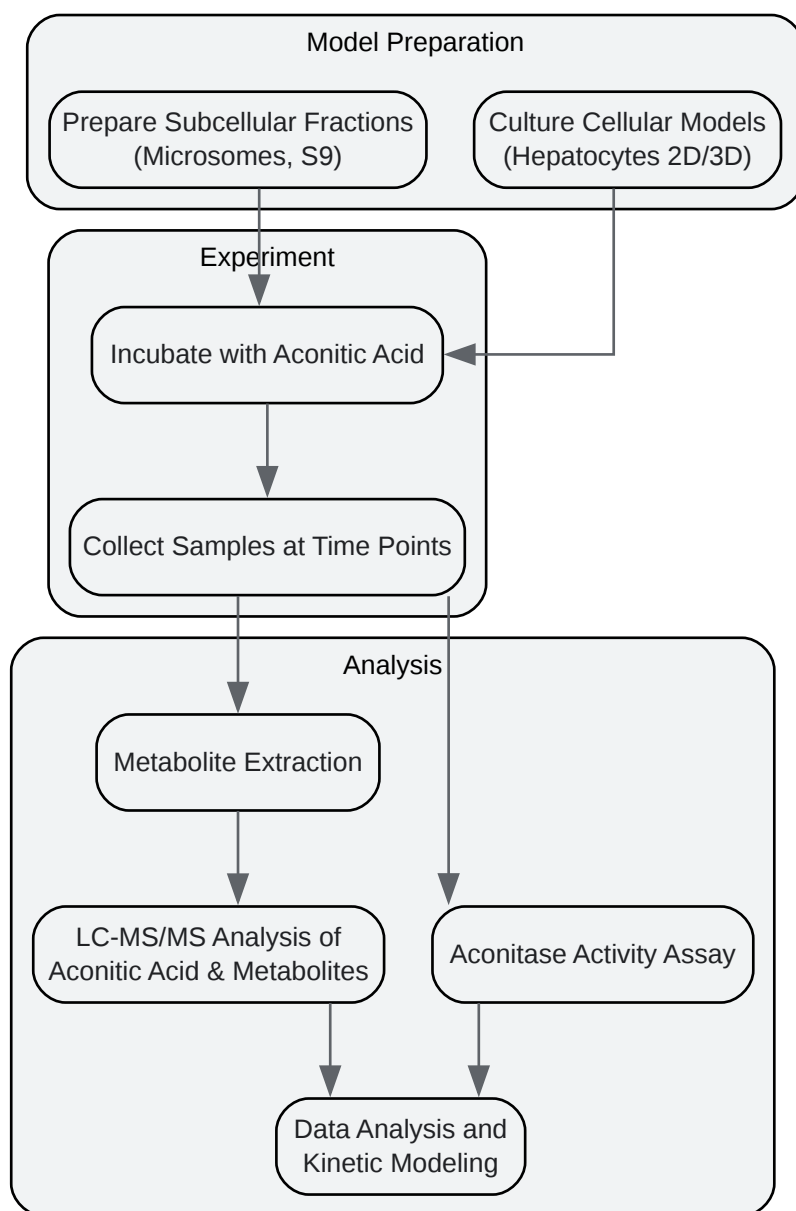 Model Preparation
Prepare Subcellular Fractions
(Microsomes, S9)
Culture Cellular Models
(Hepatocytes 2D/3D)
Experiment
Incubate with Aconitic Acid
Collect Samples at Time Points
Analysis
Metabolite Extraction
LC-MS/MS Analysis of
Aconitic Acid & Metabolites
Aconitase Activity Assay
Data Analysis and
Kinetic Modeling